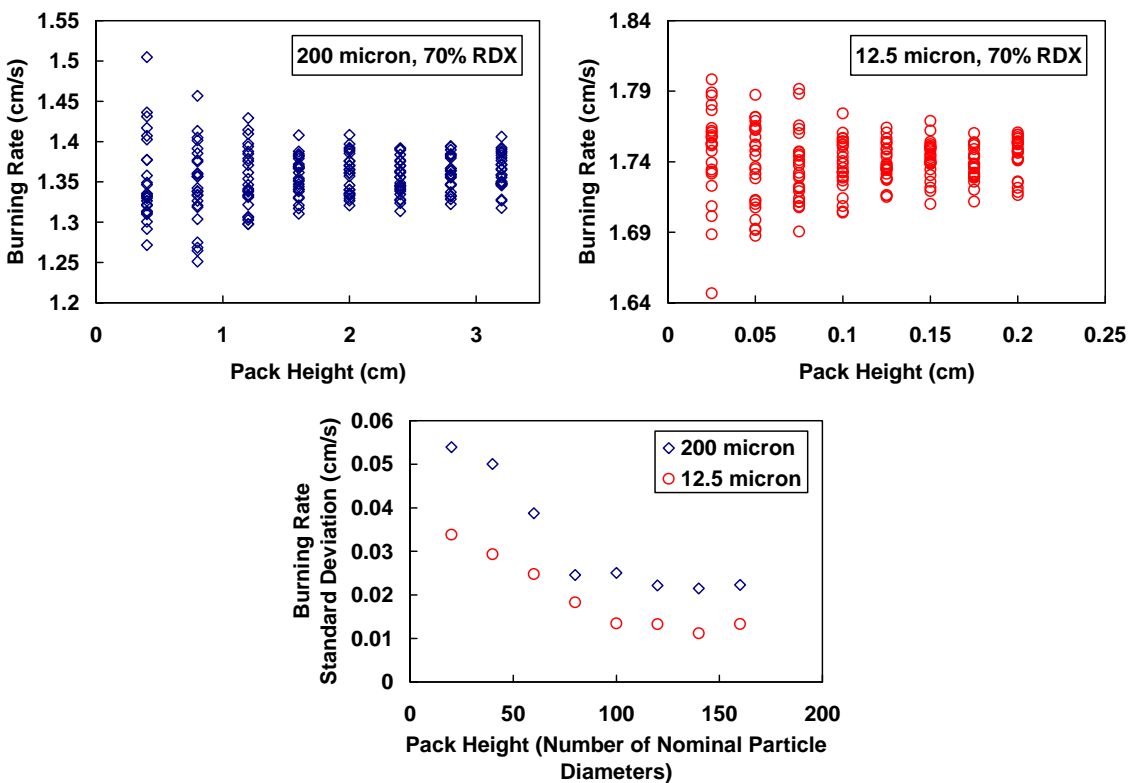 1.55
1.5
1.45
1.4
1.35
1.3
1.25
1.2
Burning Rate (cm/s)
200 micron, 70% RDX
0 1 2 3
Pack Height (cm)
1.84
1.79
1.74
1.69
1.64
Burning Rate (cm/s)
12.5 micron, 70% RDX
0 0.05 0.1 0.15 0.2 0.25
Pack Height (cm)
0.06
0.05
0.04
0.03
0.02
0.01
0
Burning Rate
Standard Deviation (cm/s)
200 micron
12.5 micron
0 50 100 150 200
Pack Height (Number of Nominal Particle
Diameters)